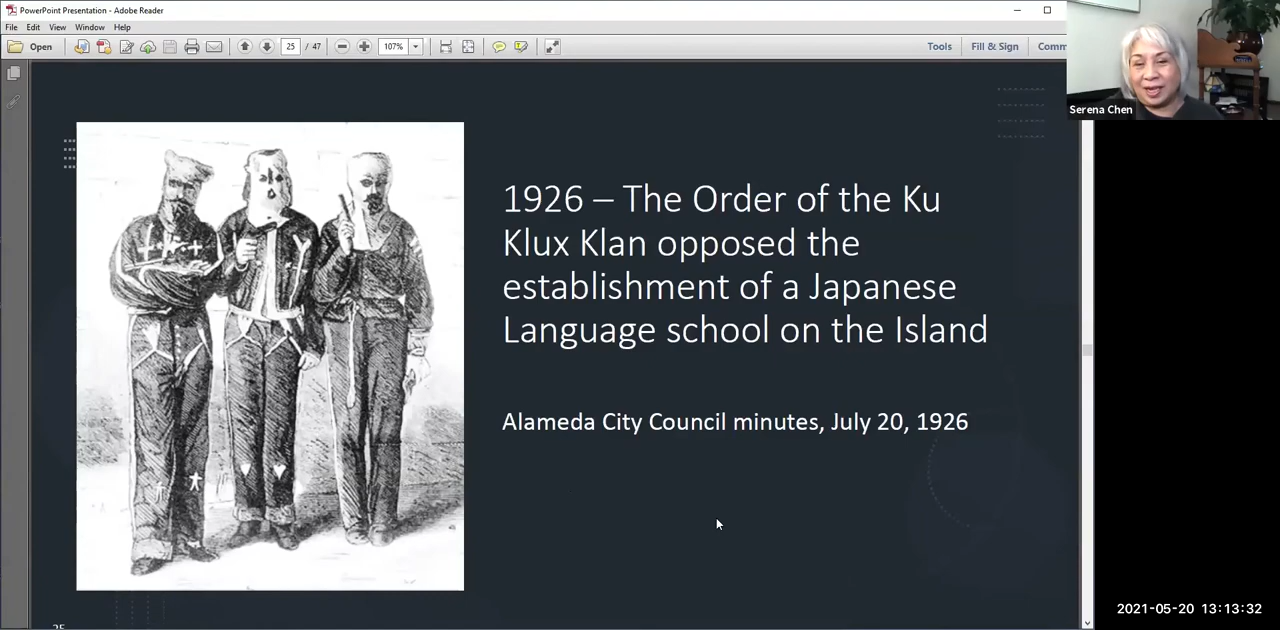 PowerPoint Presentation - Adobe Reader
File Edit View Window Help
Open 25 / 47 107% Tools Fill & Sign Comm
Serena Chen
1926 – The Order of the Ku
Klux Klan opposed the
establishment of a Japanese
Language school on the Island
Alameda City Council minutes, July 20, 1926
25
2021-05-20 13:13:32